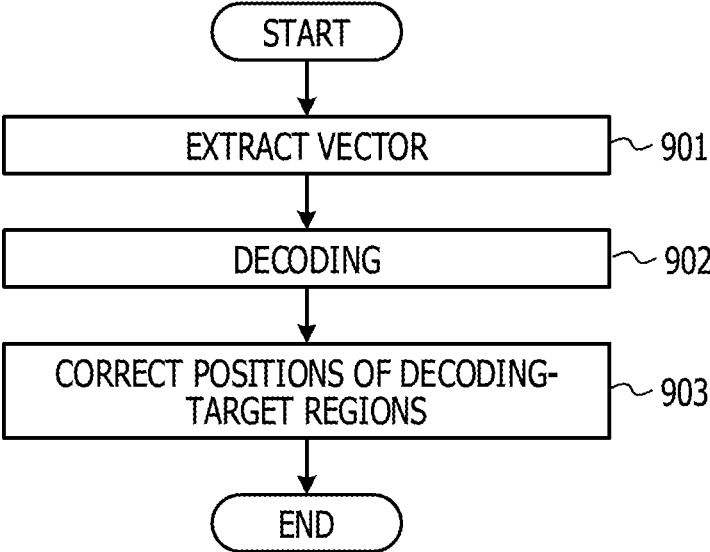 START
EXTRACT VECTOR
901
DECODING
902
CORRECT POSITIONS OF DECODING-
TARGET REGIONS
903
END